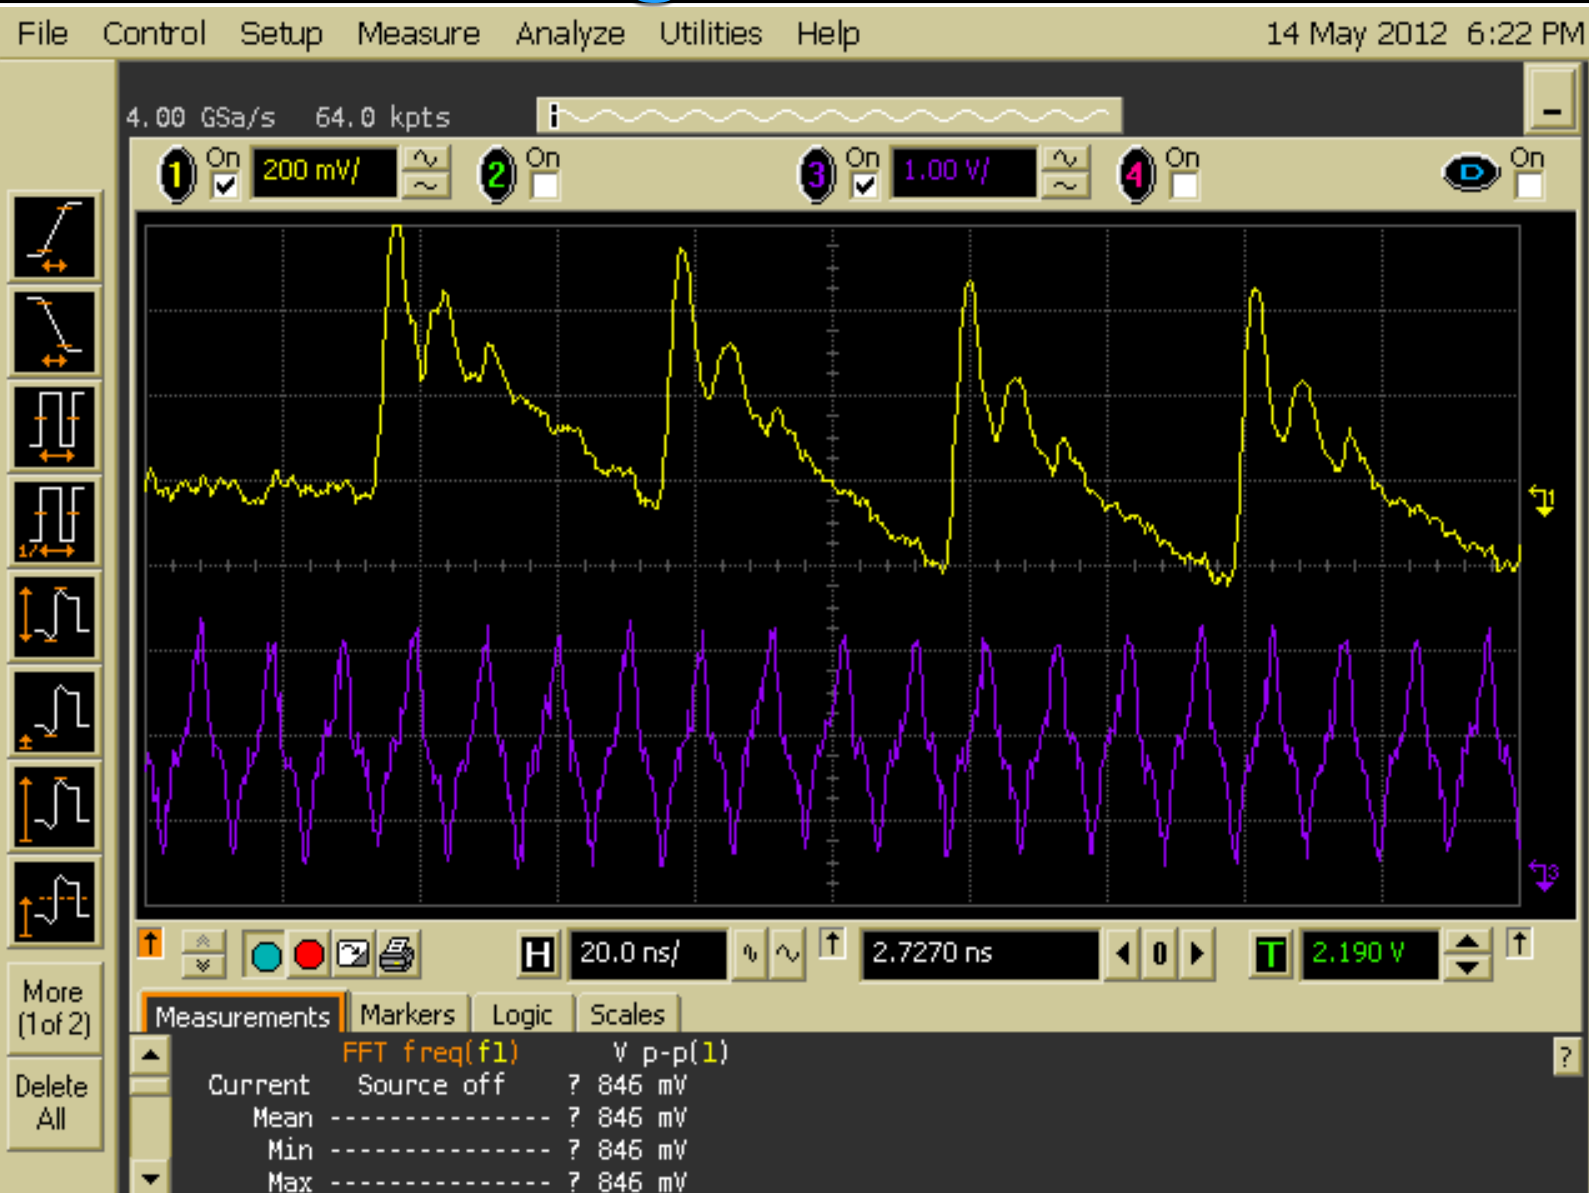 File Control Setup Measure Analyze Utilities Help 14 May 2012 6:22 PM
4.00 GSa/s 64.0 kpts
1 On 200 mV/ 2 On 3 On 1.00 V/ 4 On D On
1
3
1/
H 20.0 ns/ 2.7270 ns 0 T 2.190 V
More
(1of 2)
Delete
All
Measurements Markers Logic Scales
FFT freq(f1) V p-p(1) ?
Current Source off ? 846 mV
Mean --------------- ? 846 mV
Min --------------- ? 846 mV
Max --------------- ? 846 mV